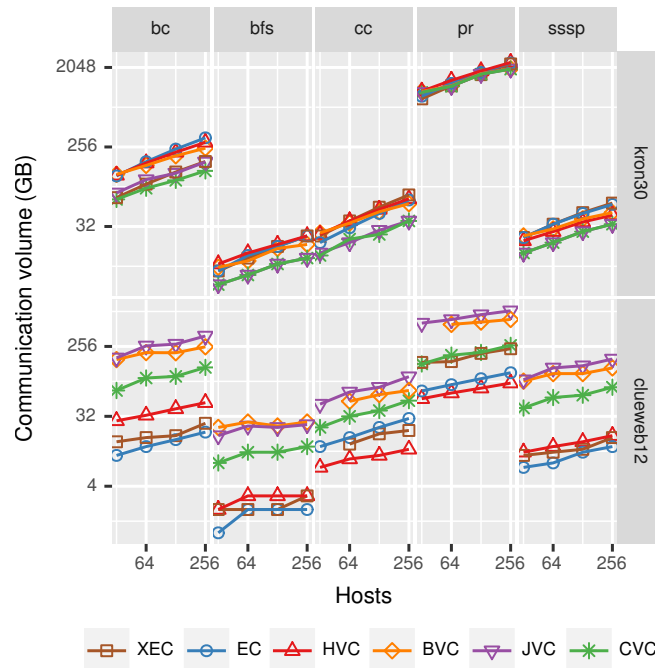 bc bfs cc pr sssp
2048
256
32
kron30
256
32
4
clueweb12
64 256 64 256 64 256 64 256 64 256
Communication volume (GB)
Hosts
XEC EC HVC BVC JVC CVC